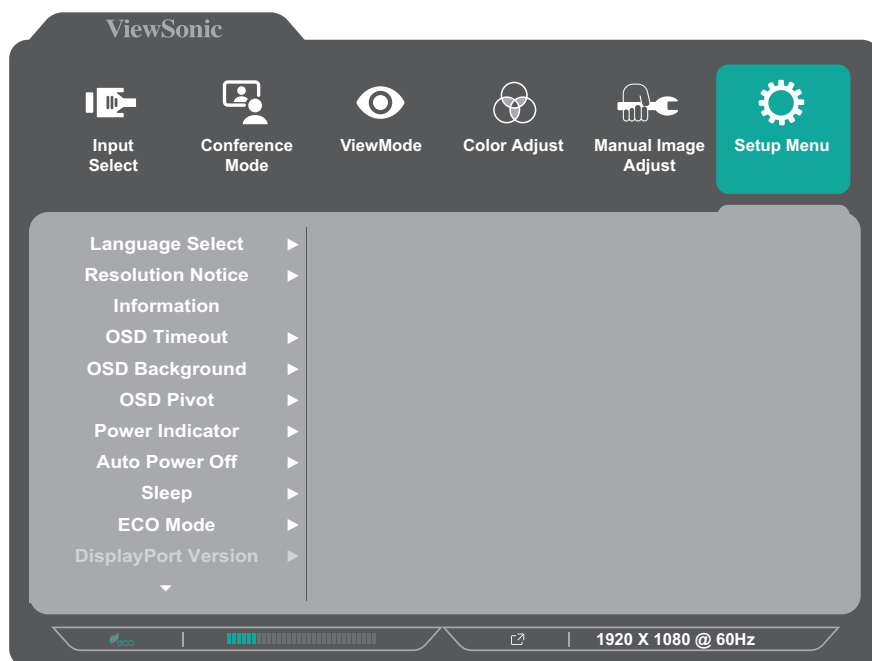 ViewSonic
Input Select
Conference Mode
ViewMode
Color Adjust
Manual Image Adjust
Setup Menu
Language Select
Resolution Notice
Information
OSD Timeout
OSD Background
OSD Pivot
Power Indicator
Auto Power Off
Sleep
ECO Mode
DisplayPort Version
eco
1920 X 1080 @ 60Hz